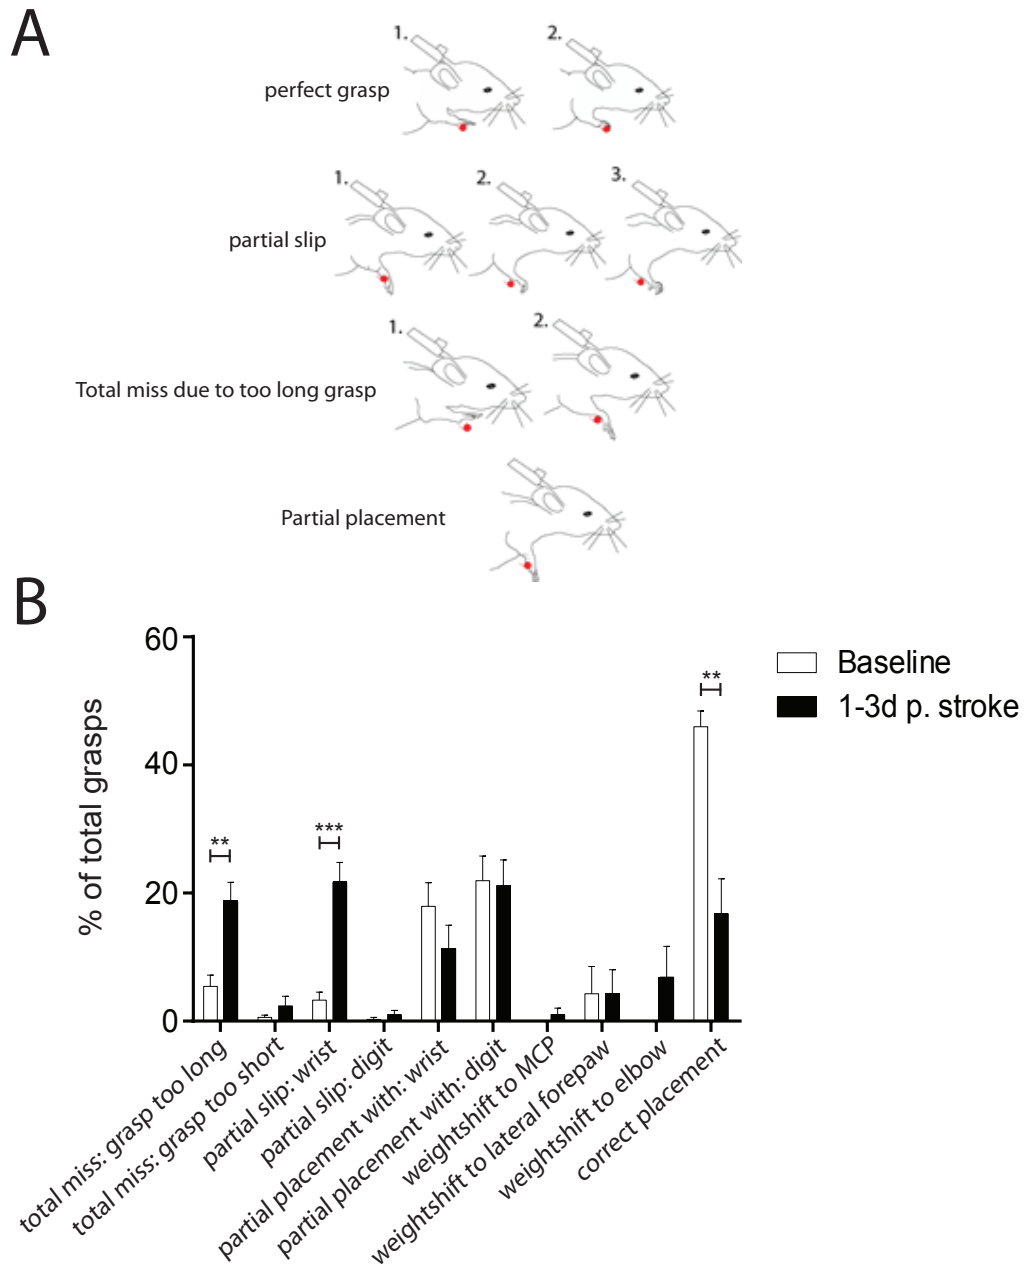 A
1. 2.
perfect grasp
1. 2. 3.
partial slip
1. 2.
Total miss due to too long grasp
Partial placement
B
60
40
20
0
% of total grasps
Baseline
1-3d p. stroke
**
***
**
total miss: grasp too long
total miss: grasp too short
partial slip: wrist
partial slip: digit
partial placement with: wrist
partial placement with: digit
weightshift to MCP
weightshift to lateral forepaw
weightshift to elbow
correct placement